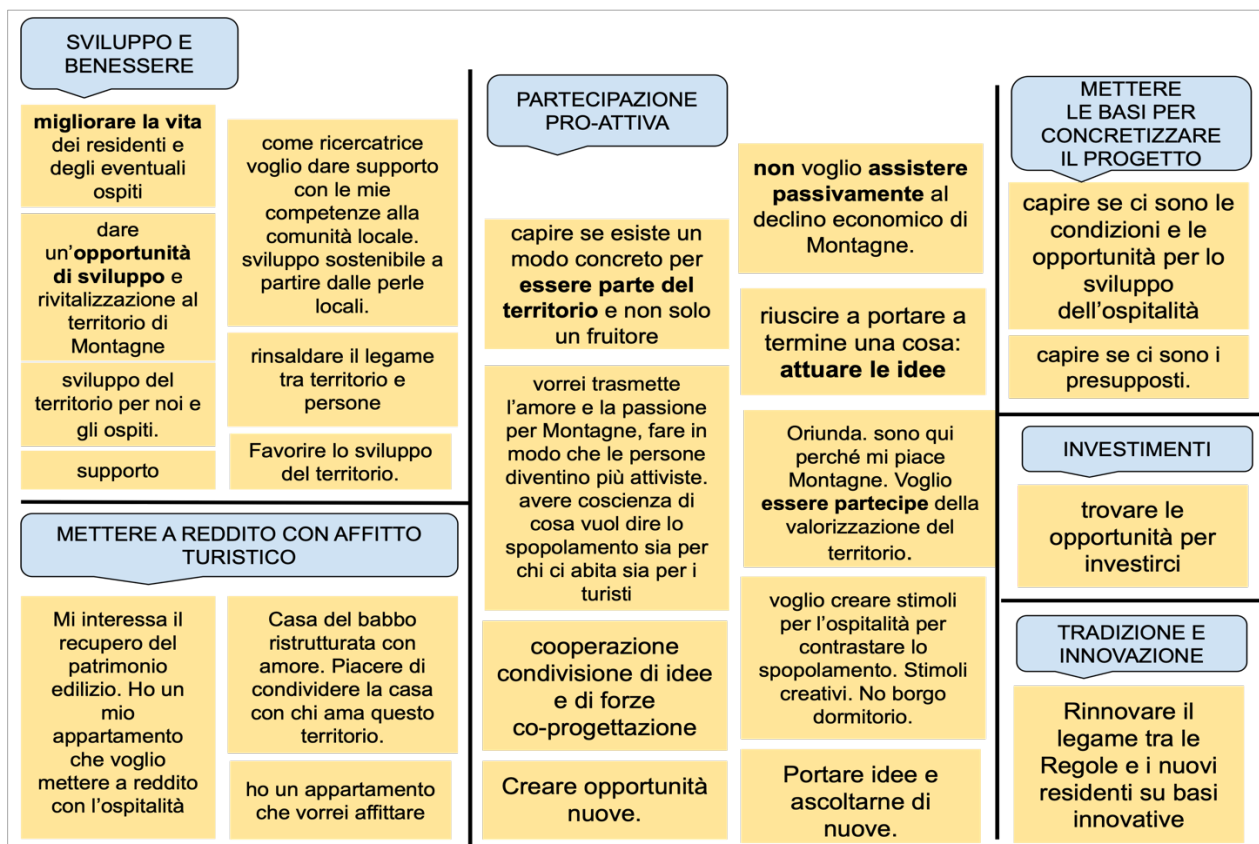 SVILUPPO E
BENESSERE
migliorare la vita
dei residenti e
degli eventuali
ospiti
dare
un'opportunità
di sviluppo e
rivitalizzazione al
territorio di
Montagne
sviluppo del
territorio per noi e
gli ospiti.
supporto
come ricercatrice
voglio dare supporto
con le mie
competenze alla
comunità locale.
sviluppo sostenibile a
partire dalle perle
locali.
rinsaldare il legame
tra territorio e
persone
Favorire lo sviluppo
del territorio.
METTERE A REDDITO CON AFFITTO
TURISTICO
Mi interessa il
recupero del
patrimonio
edilizio. Ho un
mio
appartamento
che voglio
mettere a reddito
con l'ospitalità
Casa del babbo
ristrutturata con
amore. Piacere di
condividere la casa
con chi ama questo
territorio.
ho un appartamento
che vorrei affittare
PARTECIPAZIONE
PRO-ATTIVA
capire se esiste un
modo concreto per
essere parte del
territorio e non solo
un fruitore
vorrei trasmette
l'amore e la passione
per Montagne, fare in
modo che le persone
diventino più attiviste.
avere coscienza di
cosa vuol dire lo
spopolamento sia per
chi ci abita sia per i
turisti
cooperazione
condivisione di idee
e di forze
co-progettazione
Creare opportunità
nuove.
non voglio assistere
passivamente al
declino economico di
Montagne.
riuscire a portare a
termine una cosa:
attuare le idee
Oriunda. sono qui
perché mi piace
Montagne. Voglio
essere partecipe della
valorizzazione del
territorio.
voglio creare stimoli
per l'ospitalità per
contrastare lo
spopolamento. Stimoli
creativi. No borgo
dormitorio.
Portare idee e
ascoltarne di
nuove.
METTERE
LE BASI PER
CONCRETIZZARE
IL PROGETTO
capire se ci sono le
condizioni e le
opportunità per lo
sviluppo
dell'ospitalità
capire se ci sono i
presupposti.
INVESTIMENTI
trovare le
opportunità per
investirci
TRADIZIONE E
INNOVAZIONE
Rinnovare il
legame tra le
Regole e i nuovi
residenti su basi
innovative